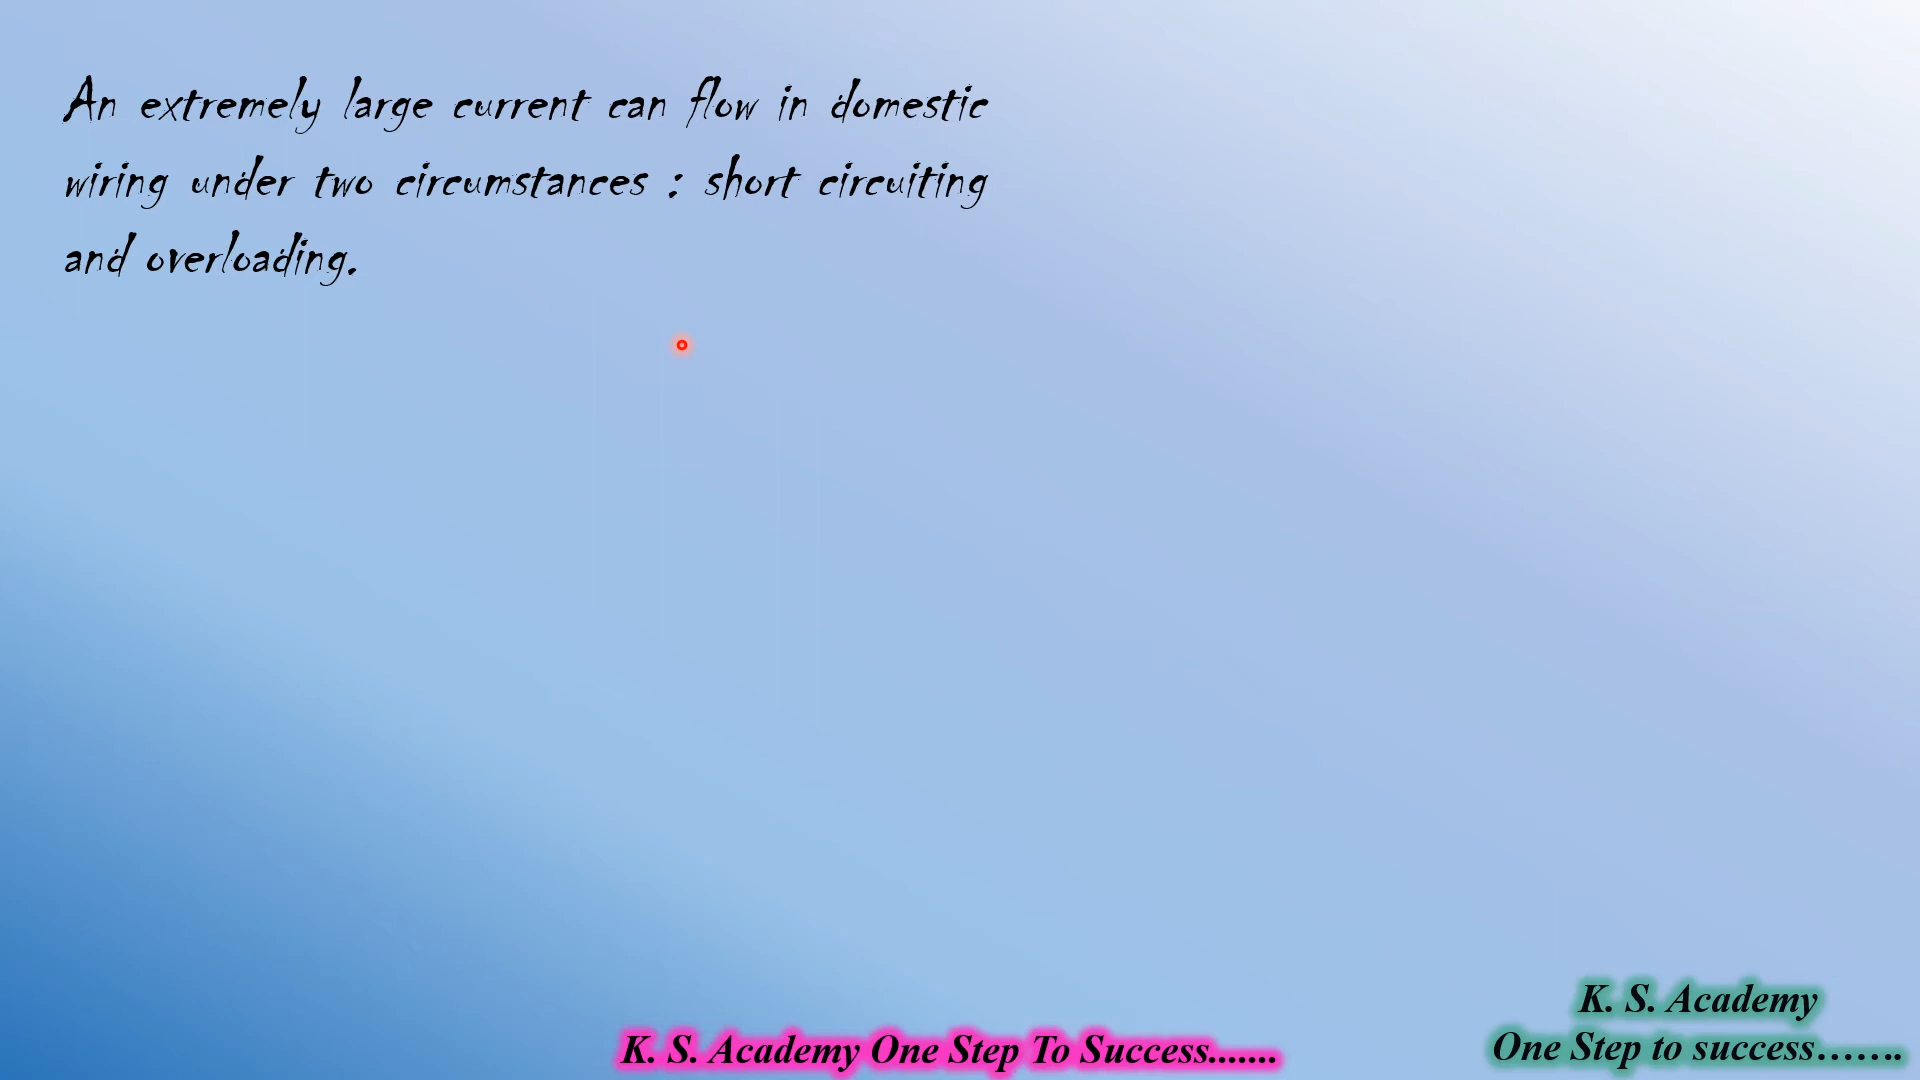 An extremely large current can flow in domestic
wiring under two circumstances : short circuiting
and overloading.
K. S. Academy
One Step to success…….
K. S. Academy One Step To Success.......